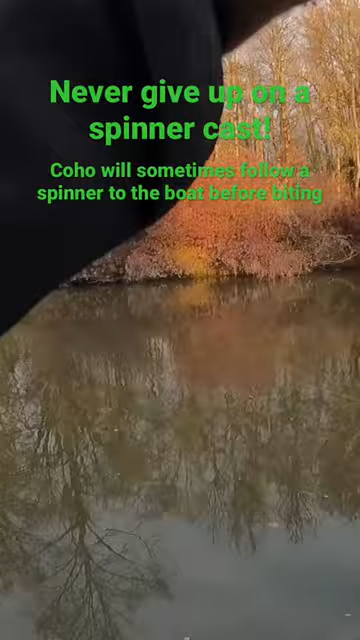 Never give up on a
spinner cast!
Coho will sometimes follow a
spinner to the boat before biting